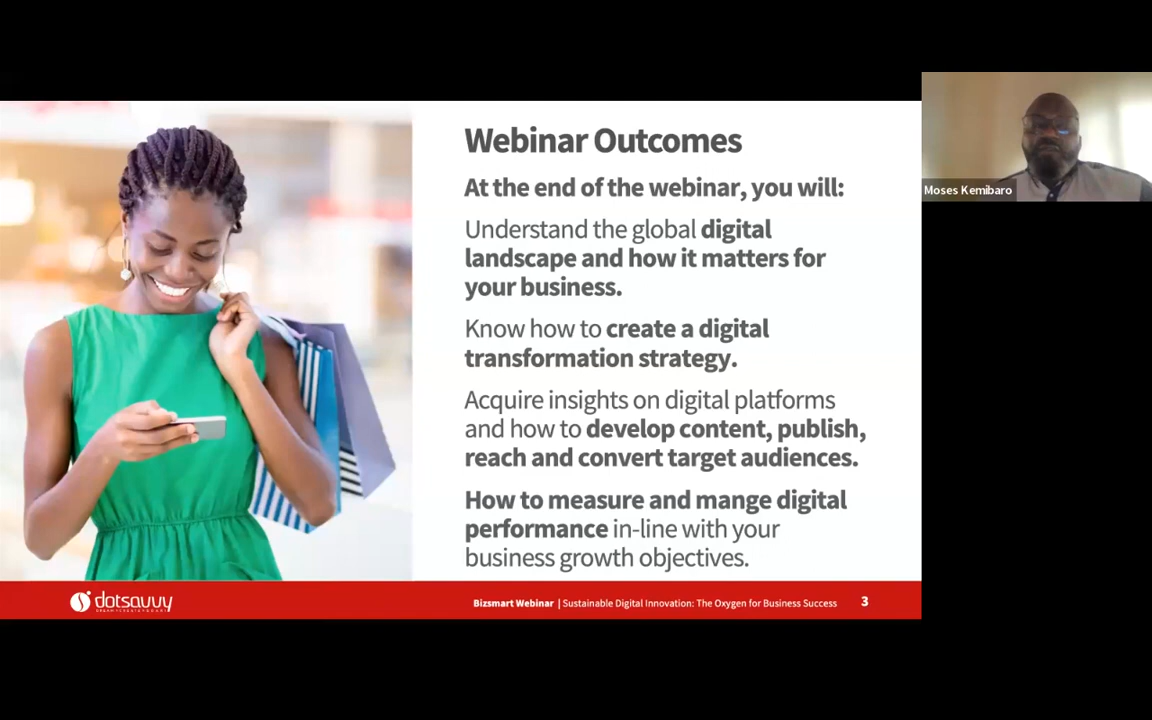 Webinar Outcomes
At the end of the webinar, you will:
Understand the global digital
landscape and how it matters for
your business.
Know how to create a digital
transformation strategy.
Acquire insights on digital platforms
and how to develop content, publish,
reach and convert target audiences.
How to measure and mange digital
performance in-line with your
business growth objectives.
dotsavvy
Bizsmart Webinar | Sustainable Digital Innovation: The Oxygen for Business Success 3
Moses Kemibaro